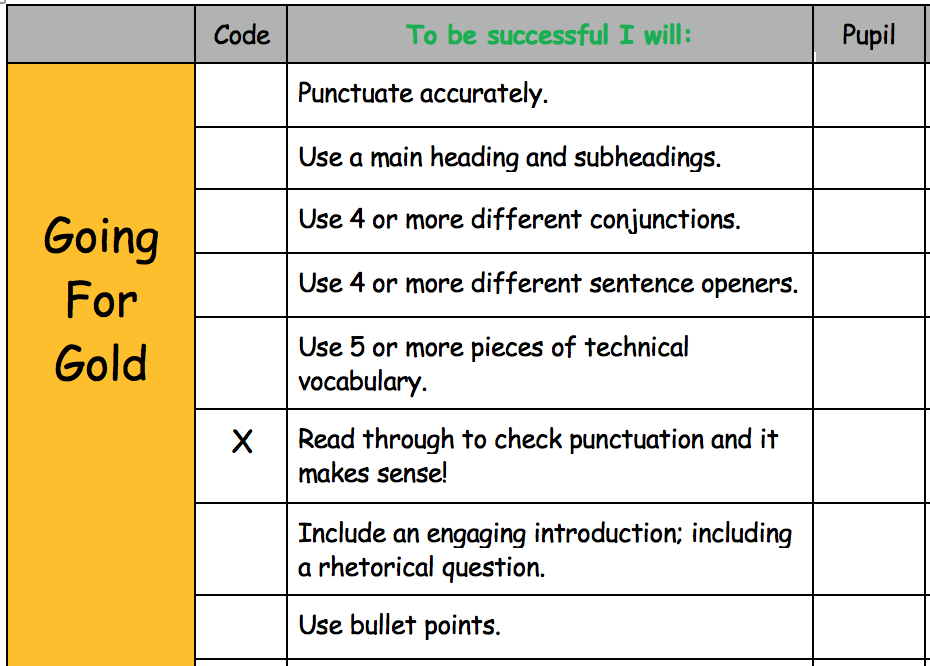 Code To be successful I will: Pupil
Punctuate accurately.
Use a main heading and subheadings.
Going
For
Gold
Use 4 or more different conjunctions.
Use 4 or more different sentence openers.
Use 5 or more pieces of technical
vocabulary.
X Read through to check punctuation and it
makes sense!
Include an engaging introduction; including
a rhetorical question.
Use bullet points.